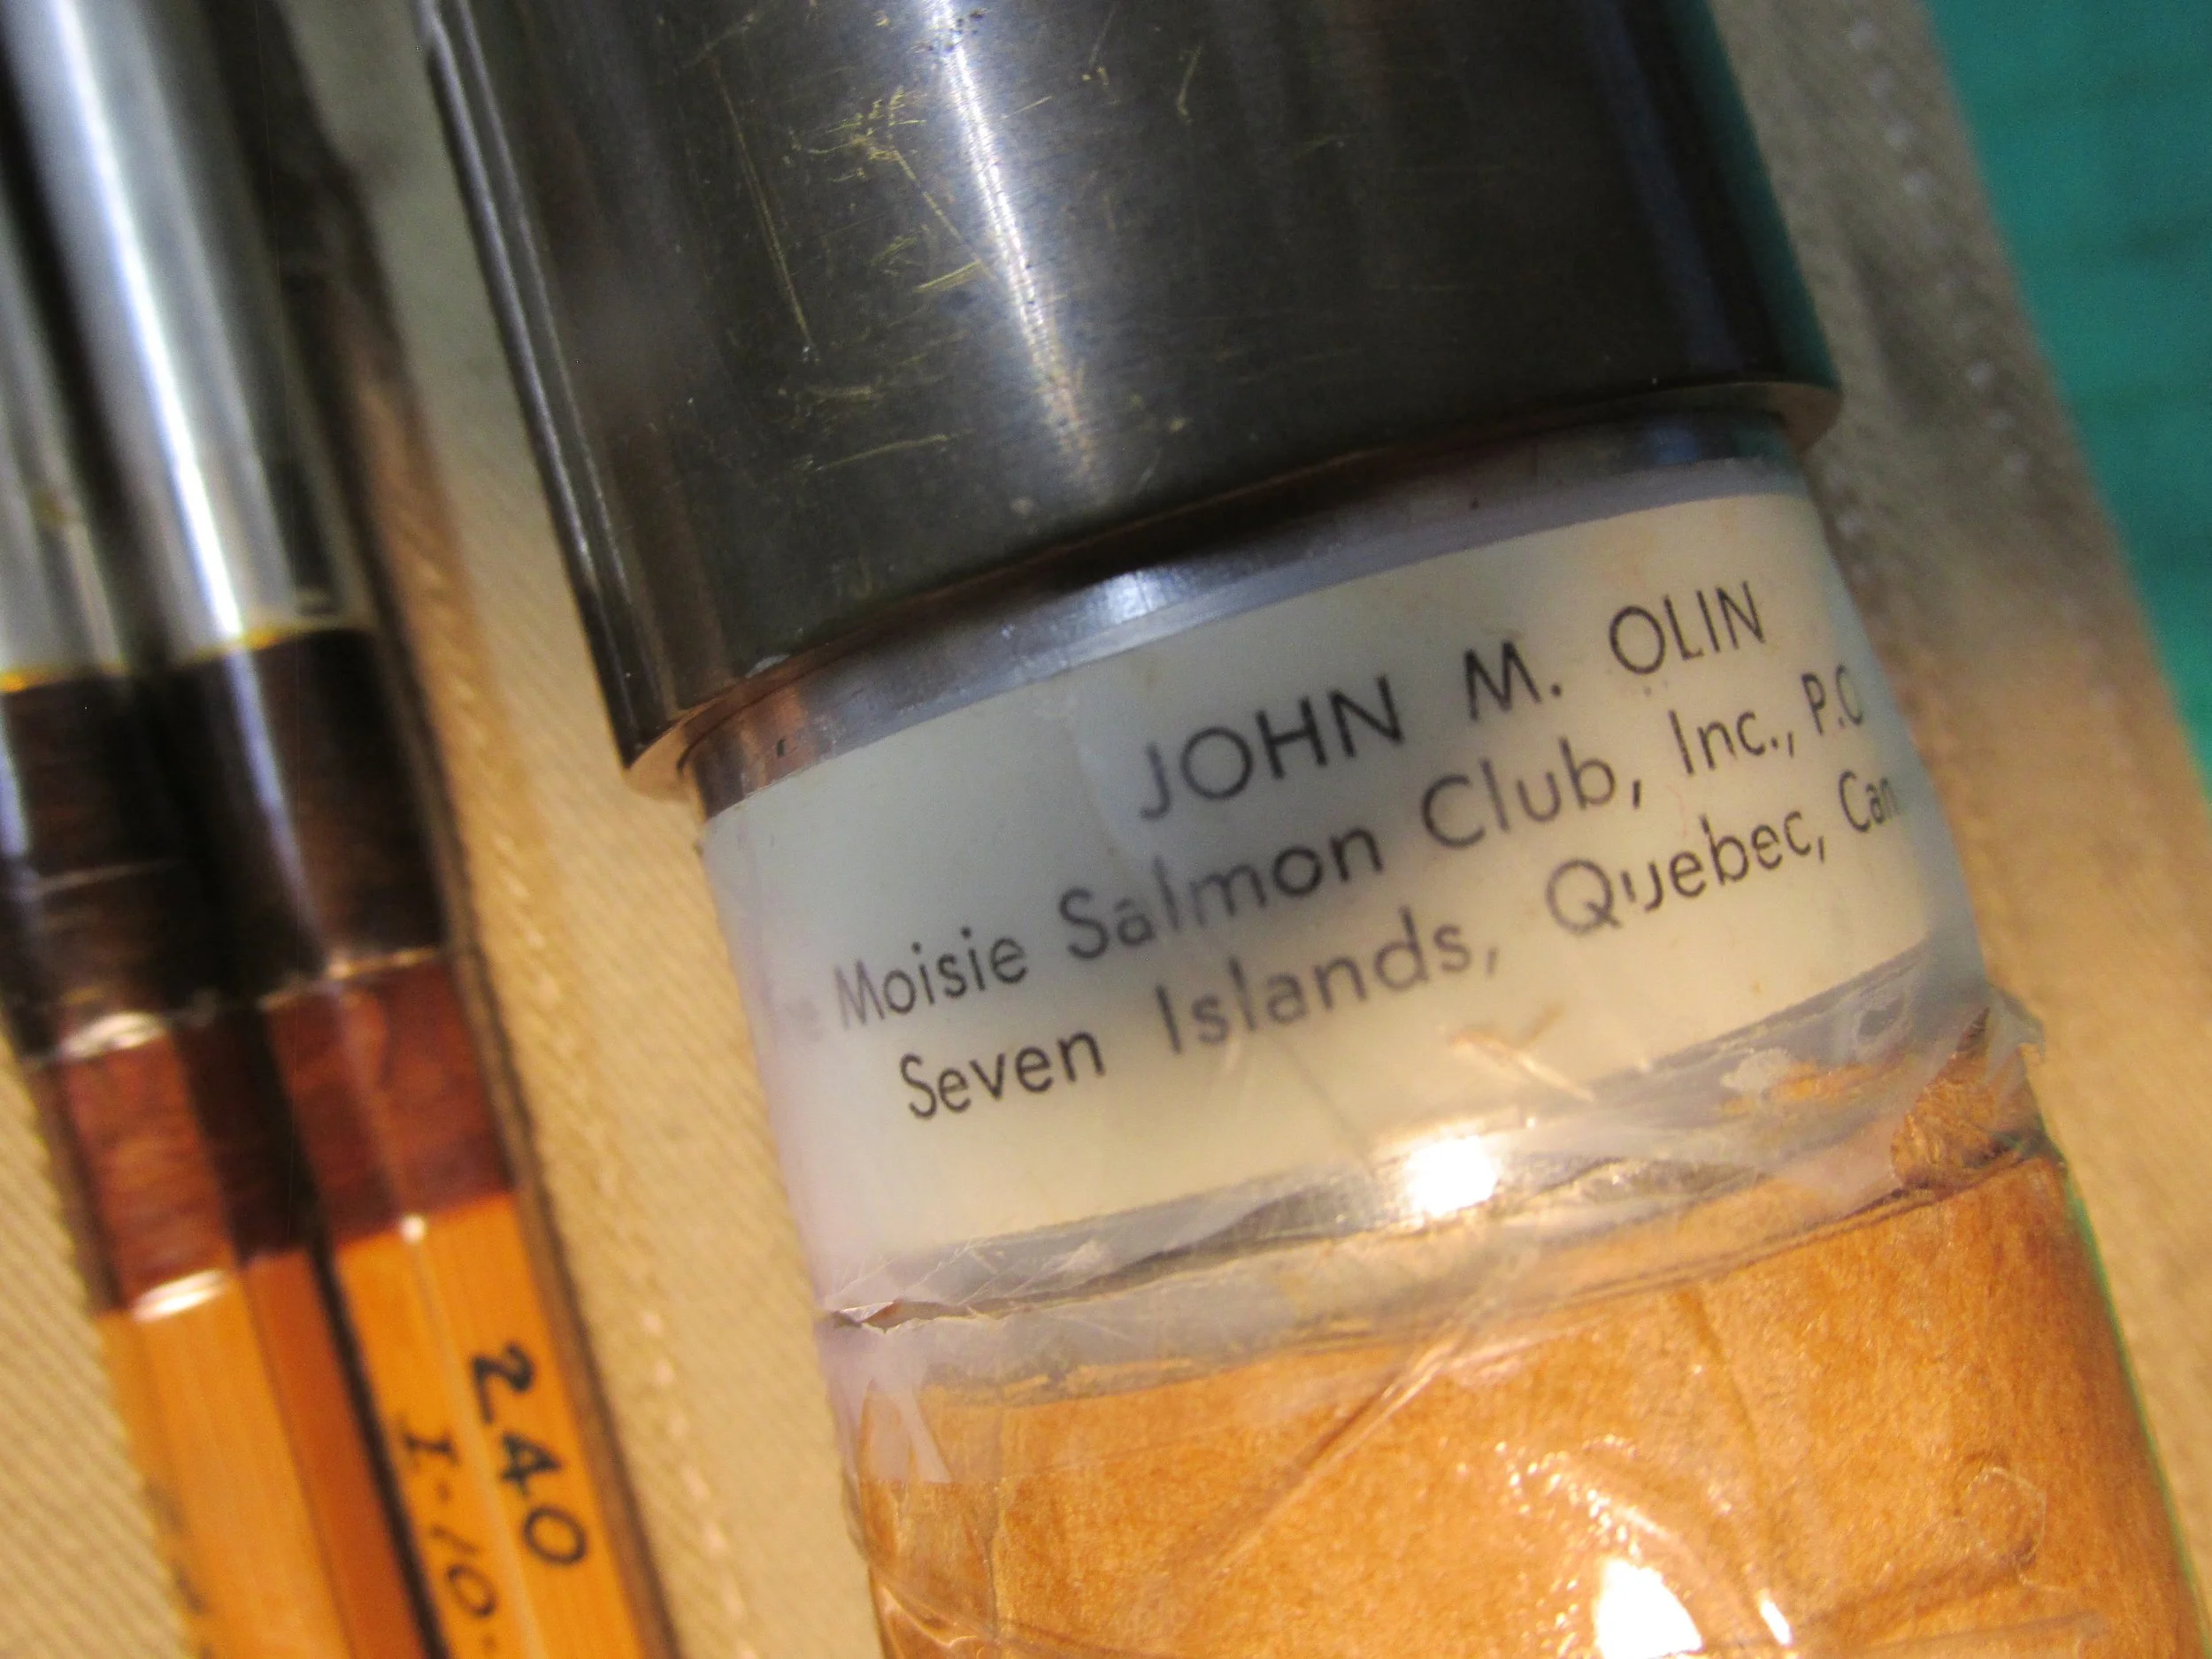 JOHN M. OLIN
Moisie Salmon Club, Inc., P.O
Seven Islands, Quebec, Can
240